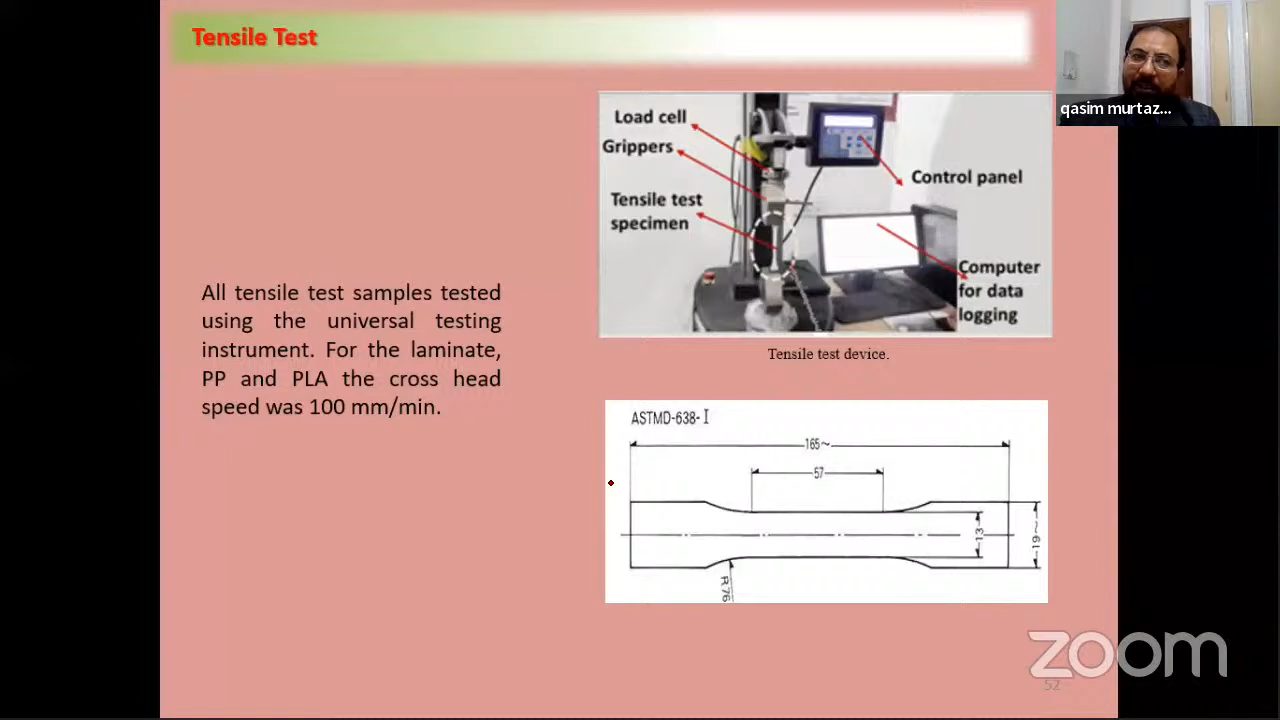 Tensile Test
qasim murtaz...
Load cell
Grippers
Tensile test
specimen
Control panel
Computer
for data
logging
Tensile test device.
All tensile test samples tested
using the universal testing
instrument. For the laminate,
PP and PLA the cross head
speed was 100 mm/min.
ASTMD-638-I
165~
57
13
19~
R76
zoom
52